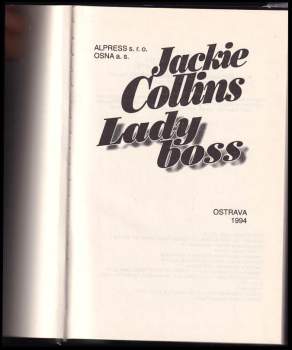 ALPRESS s. r. o.
OSNA a. s.
Jackie
Collins
Lady
boss
OSTRAVA
1994